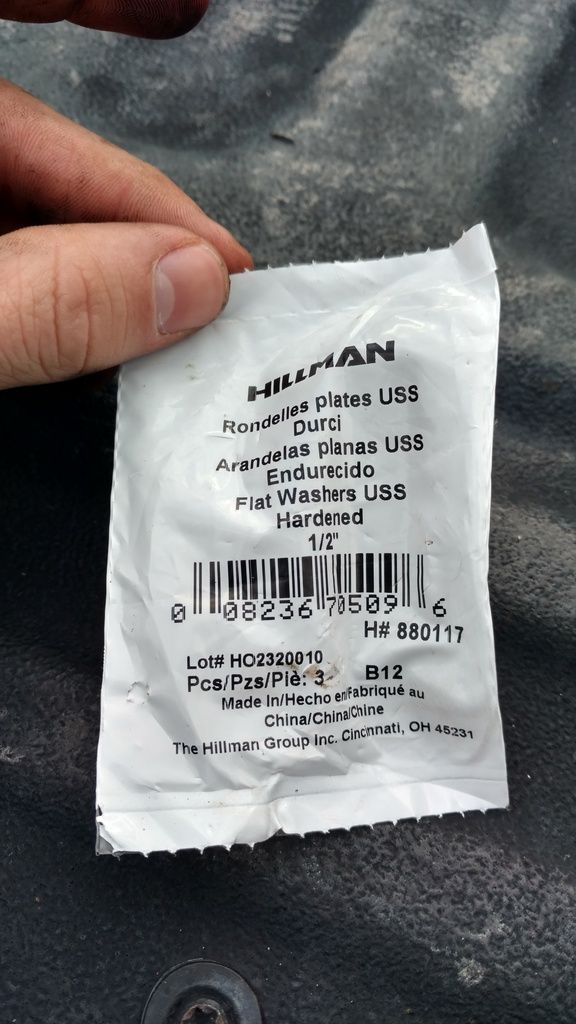 HILLMAN
Rondelles plates USS
Durci
Arandelas planas USS
Endurecido
Flat Washers USS
Hardened
1/2"
0 08236 70509 6
H# 880117
Lot# HO2320010
Pcs/Pzs/Piè: 3 B12
Made In/Hecho en/Fabriqué au
China/China/Chine
The Hillman Group Inc. Cincinnati, OH 45231